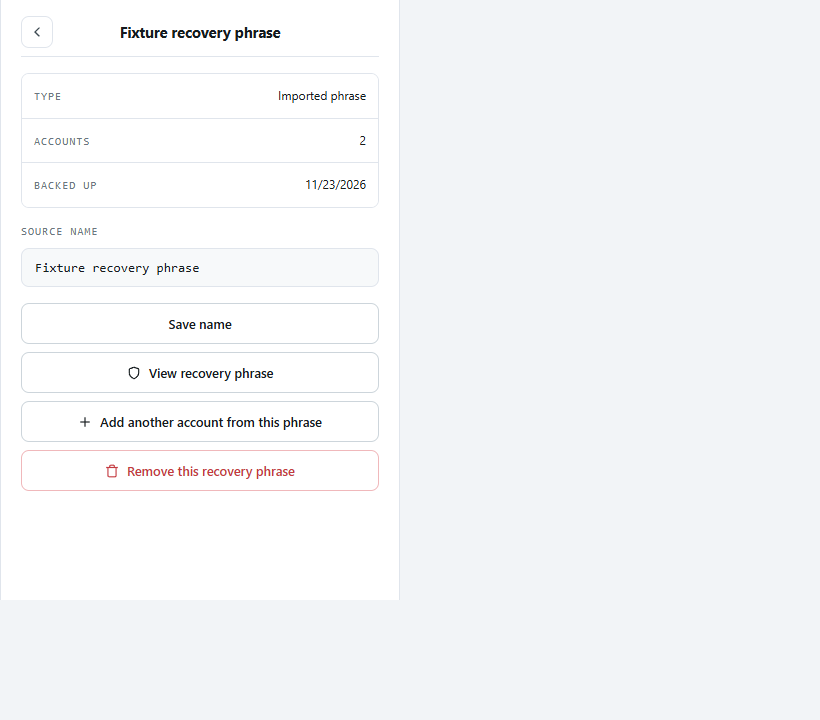 Fixture recovery phrase
TYPE
Imported phrase
ACCOUNTS
2
BACKED UP
11/23/2026
SOURCE NAME
Fixture recovery phrase
Save name
View recovery phrase
Add another account from this phrase
Remove this recovery phrase